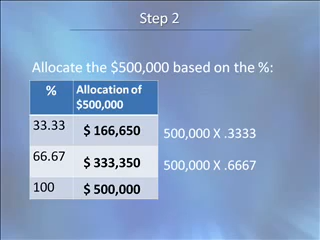 Step 2
Allocate the $500,000 based on the %:
% Allocation of
$500,000
33.33 $ 166,650 500,000 X .3333
66.67 $ 333,350 500,000 X .6667
100 $ 500,000